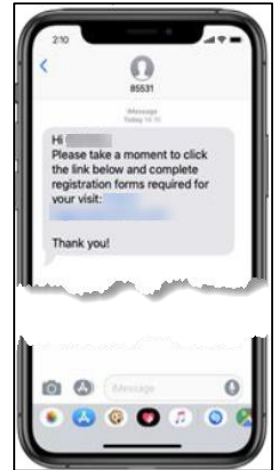 2:10
85531
iMessage
Today 14:10
Hi
Please take a moment to click
the link below and complete
registration forms required for
your visit:
Thank you!
iMessage